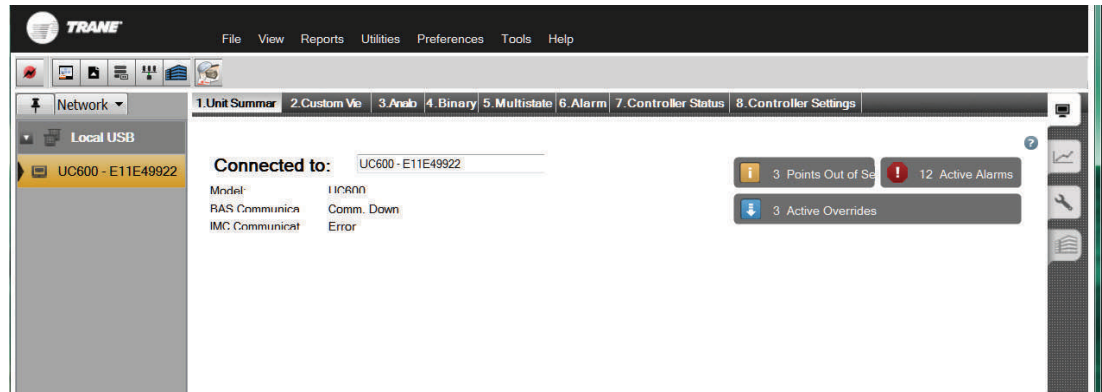 TRANE
File View Reports Utilities Preferences Tools Help
Network
1.Unit Summar 2.Custom Vie 3.Analo 4.Binary 5.Multistate 6.Alarm 7.Controller Status 8.Controller Settings
Local USB
UC600 - E11E49922
Connected to: UC600 - E11E49922
Model: UC600
BAS Communica Comm. Down
IMC Communicat Error
3 Points Out of Se
12 Active Alarms
3 Active Overrides